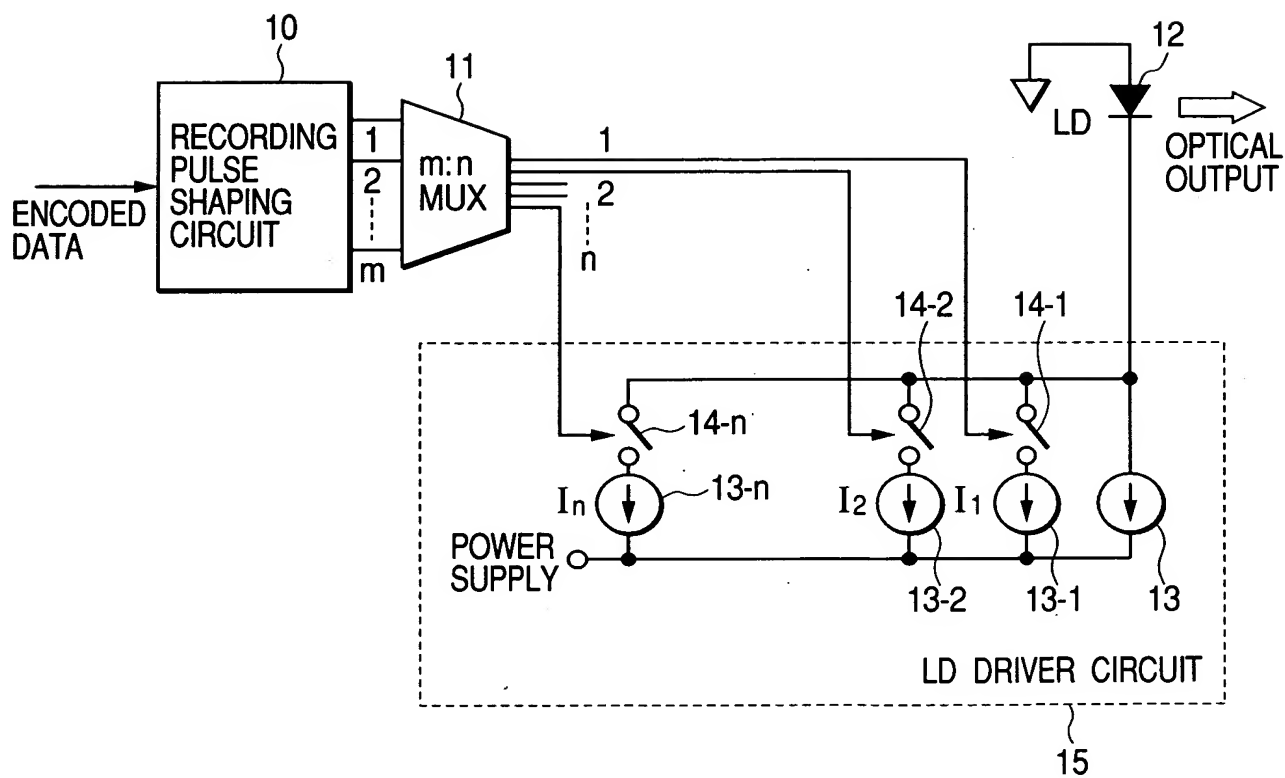 10
RECORDING
PULSE
SHAPING
CIRCUIT
ENCODED
DATA
1
2
m
11
m:n
MUX
1
2
n
12
LD
OPTICAL
OUTPUT
14-2
14-1
14-n
In
13-n
I2
I1
POWER
SUPPLY
13-2
13-1
13
LD DRIVER CIRCUIT
15